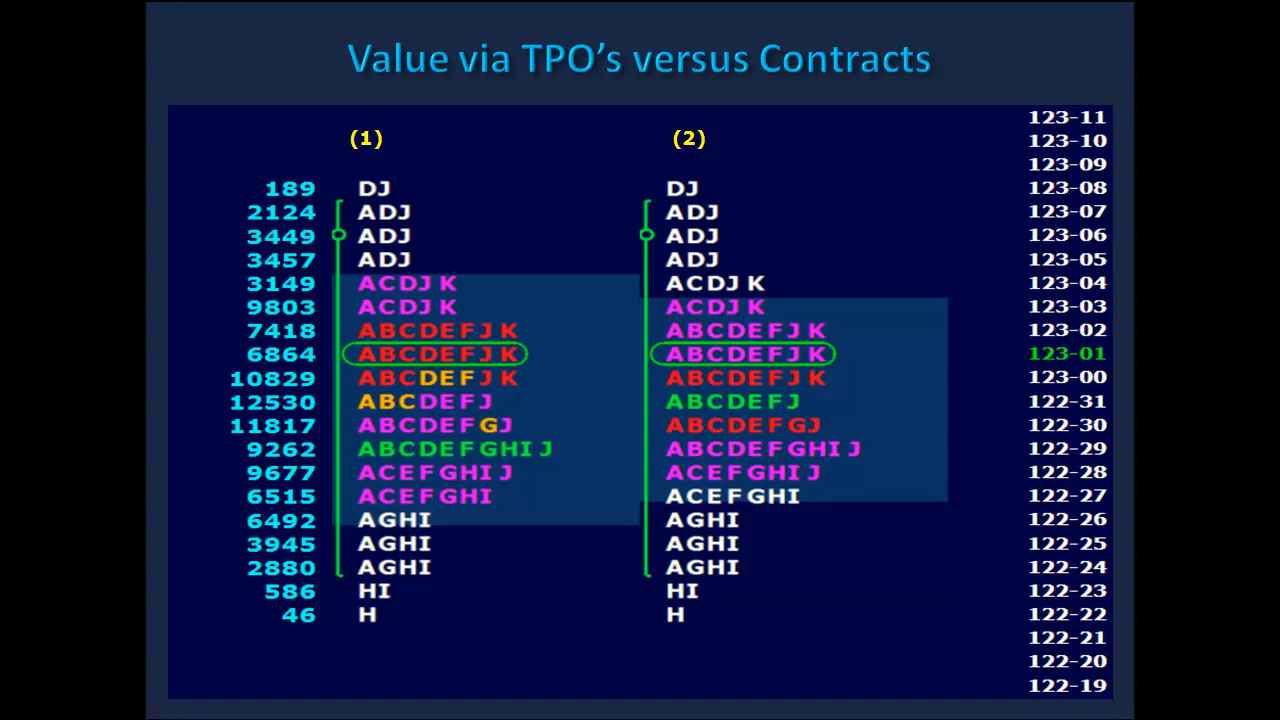 Value via TPO's versus Contracts
(1) (2) 123-11
123-10
123-09
189 DJ DJ 123-08
2124 ADJ ADJ 123-07
3449 ADJ ADJ 123-06
3457 ADJ ADJ 123-05
3149 ACDJ K ACDJ K 123-04
9803 ACDJ K ACDJ K 123-03
7418 ABCDEFJ K ABCDEFJ K 123-02
6864 ABCDEFJ K ABCDEFJ K 123-01
10829 ABCDEFJ K ABCDEFJ K 123-00
12530 ABCDEFJ ABCDEFJ 122-31
11817 ABCDEFGJ ABCDEFGJ 122-30
9262 ABCDEFGHIJ ABCDEFGHIJ 122-29
9677 ACEFGHIJ ACEFGHIJ 122-28
6515 ACEFGHI ACEFGHI 122-27
6492 AGHI AGHI 122-26
3945 AGHI AGHI 122-25
2880 AGHI AGHI 122-24
586 HI HI 122-23
46 H H 122-22
122-21
122-20
122-19